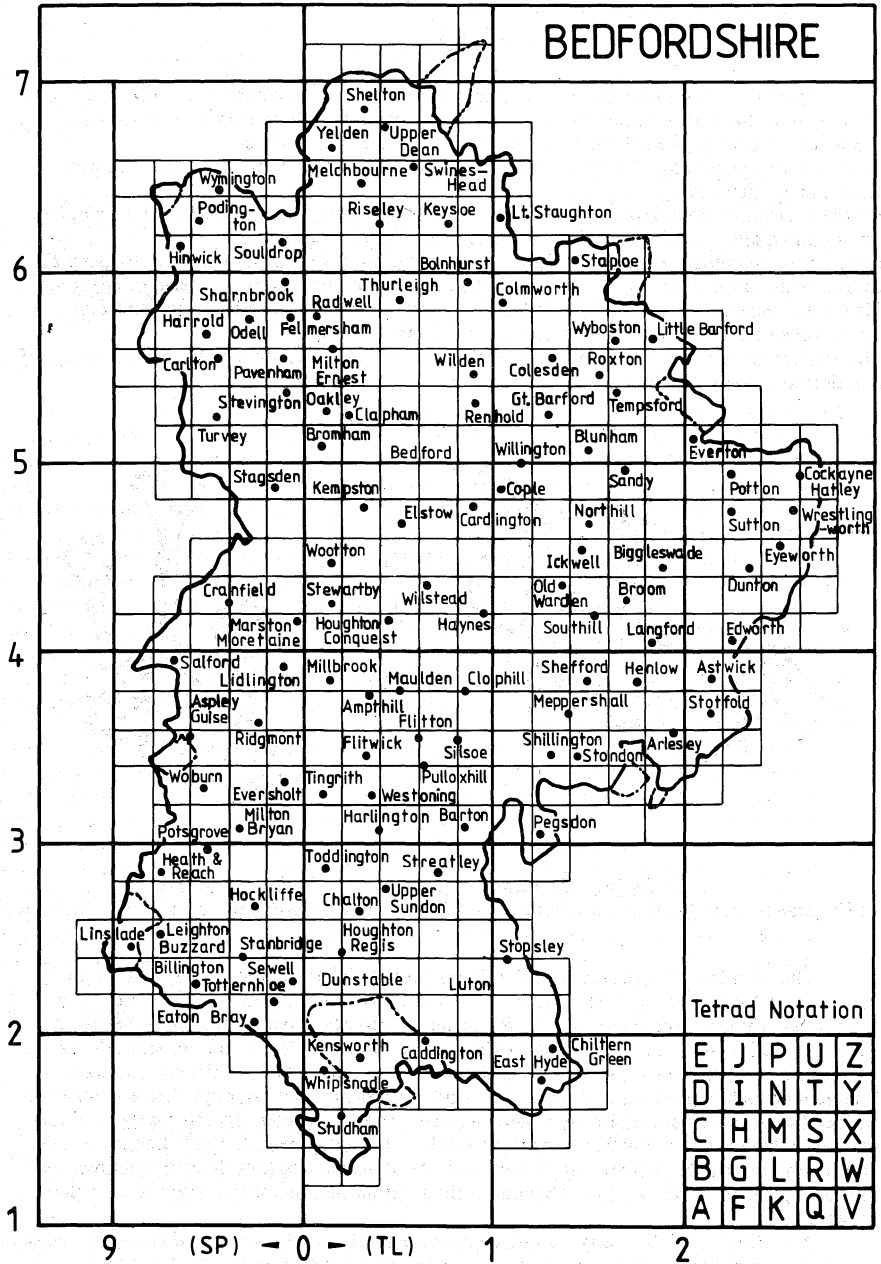 BEDFORDSHIRE
7
Shelton
Yelden
Upper
Dean
Melchbourne
Swines-
Head
Wymington
Poding-
ton
Riseley
Keysoe
Lt. Staughton
Hinwick
Souldrop
Bolnhurst
Staploe
6
Sharnbrook
Radwell
Thurleigh
Colmworth
Harrold
Odell
Felmersham
Wyboston
Little Barford
Carlton
Pavenham
Milton
Ernest
Wilden
Colesden
Roxton
Stevington
Oakley
Clapham
Renhold
Gt. Barford
Tempsford
Turvey
Bromham
Bedford
Willington
Blunham
Everton
5
Stagsden
Kempston
Cople
Sandy
Potton
Cockayne
Hatley
Elstow
Cardington
Northill
Sutton
Wrestling
-worth
Wootton
Ickwell
Biggleswade
Eyeworth
Cranfield
Stewartby
Wilstead
Old
Warden
Broom
Dunton
Marston
Moretaine
Houghton
Conquest
Haynes
Southill
Langford
Edworth
4
Salford
Lidlington
Millbrook
Maulden
Clophill
Shefford
Henlow
Astwick
Aspley
Guise
Ampthill
Flitton
Meppershall
Stotfold
Ridgmont
Flitwick
Silsoe
Shillington
Stondon
Arlesey
Woburn
Eversholt
Tingrith
Westoning
Pulloxhill
Potsgrove
Milton
Bryan
Harlington
Barton
Pegsdon
3
Health &
Reach
Toddington
Streatley
Hockliffe
Chalton
Upper
Sundon
Linslade
Leighton
Buzzard
Stanbridge
Houghton
Regis
Stopsley
Billington
Totternhoe
Sewell
Dunstable
Luton
Eaton Bray
Tetrad Notation
2
Kensworth
Caddington
East Hyde
Chiltern
Green
Whipsnade
Studham
E J P U Z
D I N T Y
C H M S X
B G L R W
A F K Q V
1
9 (SP) 0 (TL) 1 2